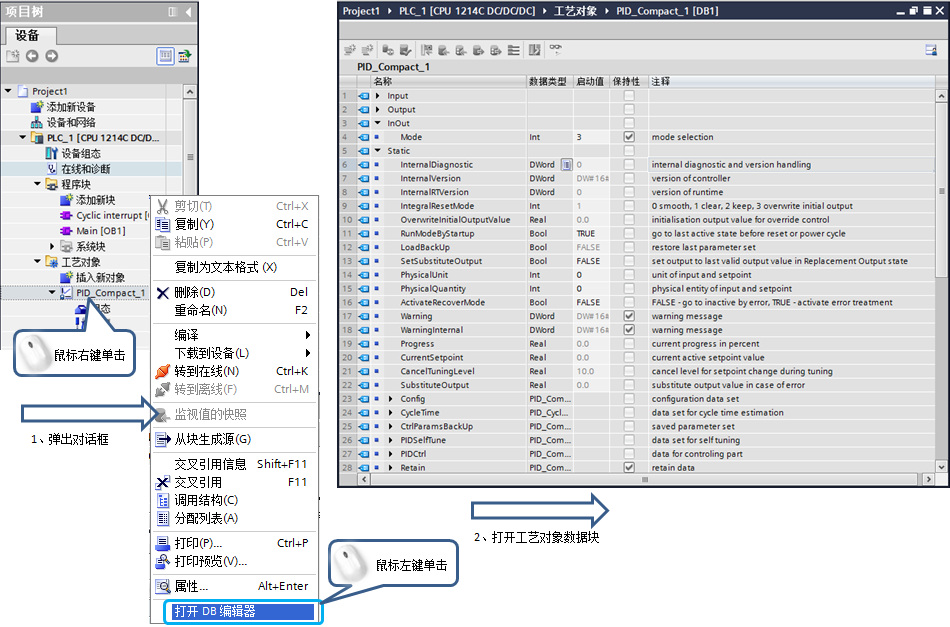 项目树
设备
Project1
添加新设备
设备和网络
PLC_1 [CPU 1214C DC/D...
设备组态
在线和诊断
程序块
添加新块
Cyclic interrupt [
Main [OB1]
系统块
工艺对象
插入新对象
PID_Compact_1
态
鼠标右键单击
1、弹出对话框
剪切(T) Ctrl+X
复制(Y) Ctrl+C
粘贴(P) Ctrl+V
复制为文本格式 (X)
删除(D) Del
重命名(N) F2
编译
下载到设备(L)
转到在线(N) Ctrl+K
转到离线(F) Ctrl+M
监视值的快照
从块生成源(G)
交叉引用信息 Shift+F11
交叉引用 F11
调用结构(C)
分配列表(A)
打印(P)... Ctrl+P
打印预览(V)...
属性... Alt+Enter
打开 DB 编辑器
鼠标左键单击
Project1 PLC_1 [CPU 1214C DC/DC/DC] 工艺对象 PID_Compact_1 [DB1]
PID_Compact_1
名称 数据类型 启动值 保持性 注释
1 Input
2 Output
3 InOut
4 Mode Int 3 mode selection
5 Static
6 InternalDiagnostic DWord 0 internal diagnostic and version handling
7 InternalVersion DWord DW#16# version of controller
8 InternalRTVersion DWord 0 version of runtime
9 IntegralResetMode Int 1 0 smooth, 1 clear, 2 keep, 3 overwrite initial output
10 OverwriteInitialOutputValue Real 0.0 initialisation output value for override control
11 RunModeByStartup Bool TRUE go to last active state before reset or power cycle
12 LoadBackUp Bool FALSE restore last parameter set
13 SetSubstituteOutput Bool FALSE set output to last valid output value in Replacement Output state
14 PhysicalUnit Int 0 unit of input and setpoint
15 PhysicalQuantity Int 0 physical entity of input and setpoint
16 ActivateRecoverMode Bool FALSE FALSE - go to inactive by error, TRUE - activate error treatment
17 Warning DWord DW#16# warning message
18 WarningInternal DWord DW#16# warning message
19 Progress Real 0.0 current progress in percent
20 CurrentSetpoint Real 0.0 current active setpoint value
21 CancelTuningLevel Real 10.0 cancel level for setpoint change during tuning
22 SubstituteOutput Real 0.0 substitute output value in case of error
23 Config PID_Com... configuration data set
24 CycleTime PID_Cycl... data set for cycle time estimation
25 CtrlParamsBackUp PID_Com... saved parameter set
26 PIDSelfTune PID_Com... data set for self tuning
27 PIDCtrl PID_Com... data for controling part
28 Retain PID_Com... retain data
2、打开工艺对象数据块